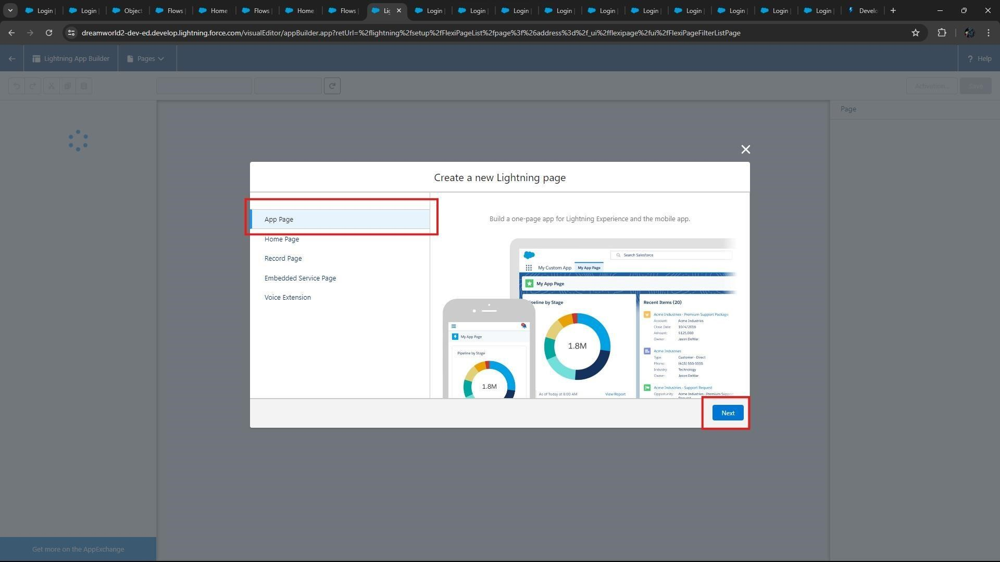 Login
Login
Object
Flows
Home
Flows
Home
Flows
Lig
Login
Login
Login
Login
Login
Login
Login
Login
Login
Login
Develo
dreamworld2-dev-ed.develop.lightning.force.com/visualEditor/appBuilder.app?retUrl=%2flightning%2fsetup%2fFlexiPageList%2fpage%3f%26address%3d%2f_ui%2fflexipage%2fui%2fFlexiPageFilterListPage
Lightning App Builder
Pages
? Help
Activation...
Save
Page
Create a new Lightning page
App Page
Home Page
Record Page
Embedded Service Page
Voice Extension
Build a one-page app for Lightning Experience and the mobile app.
Search Salesforce
My Custom App
My App Page
My App Page
Pipeline by Stage
1.8M
As of Today at 8:00 AM
View Report
Recent Items (20)
Acme Industries - Premium Support Package
Account: Acme Industries
Close Date: 10/4/2016
Amount: $125,000
Owner: Jason DeWar
Acme Industries
Type: Customer - Direct
Phone: (415) 555-5555
Industry: Technology
Owner: Jason DeWar
Acme Industries - Support Request
Opportunity: Acme Industries - Premium Support
My App Page
Pipeline by Stage
1.8M
Next
Get more on the AppExchange